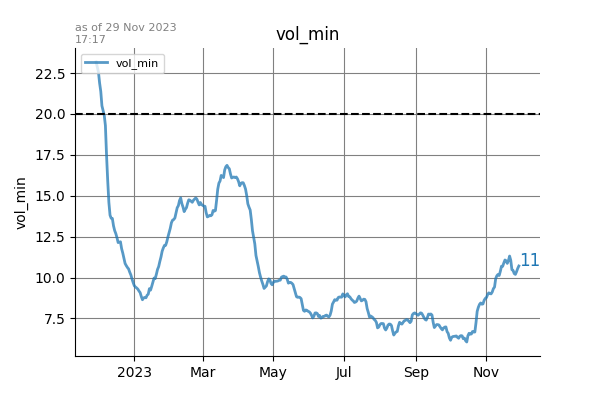 as of 29 Nov 2023
17:17
vol_min
vol_min
22.5
20.0
17.5
15.0
12.5
10.0
7.5
vol_min
11
2023 Mar May Jul Sep Nov